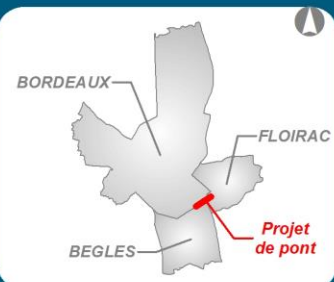 BORDEAUX
FLOIRAC
Projet
de pont
BEGLES